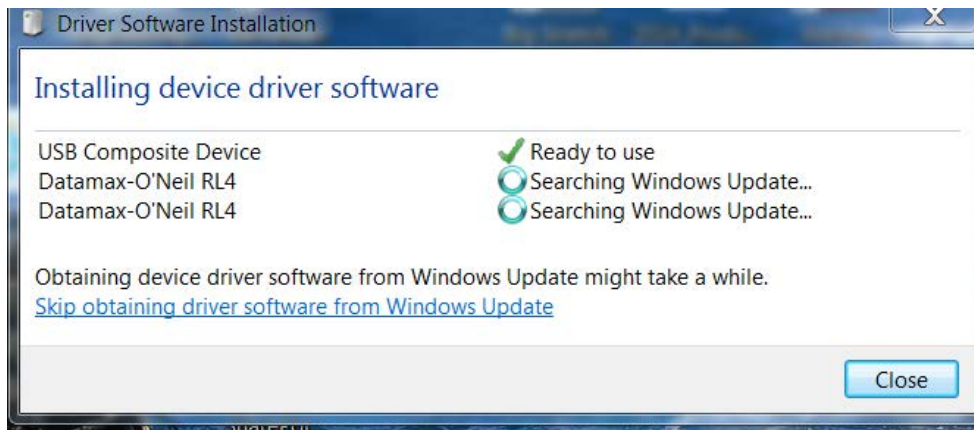 Driver Software Installation
Installing device driver software
USB Composite Device Ready to use
Datamax-O'Neil RL4 Searching Windows Update...
Datamax-O'Neil RL4 Searching Windows Update...
Obtaining device driver software from Windows Update might take a while.
Skip obtaining driver software from Windows Update
Close